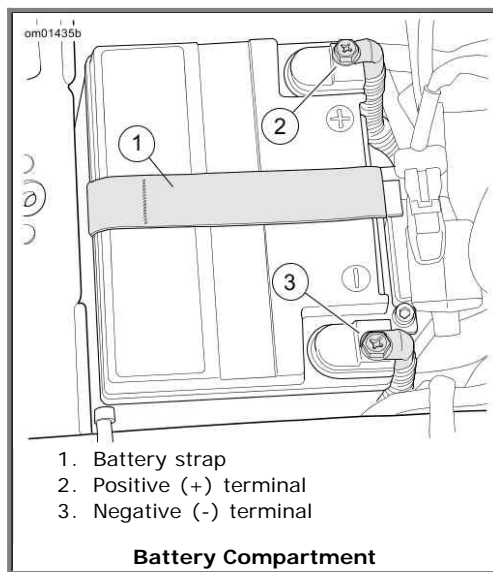 om01435b
2
+
1
-
3
1. Battery strap
2. Positive (+) terminal
3. Negative (-) terminal
Battery Compartment